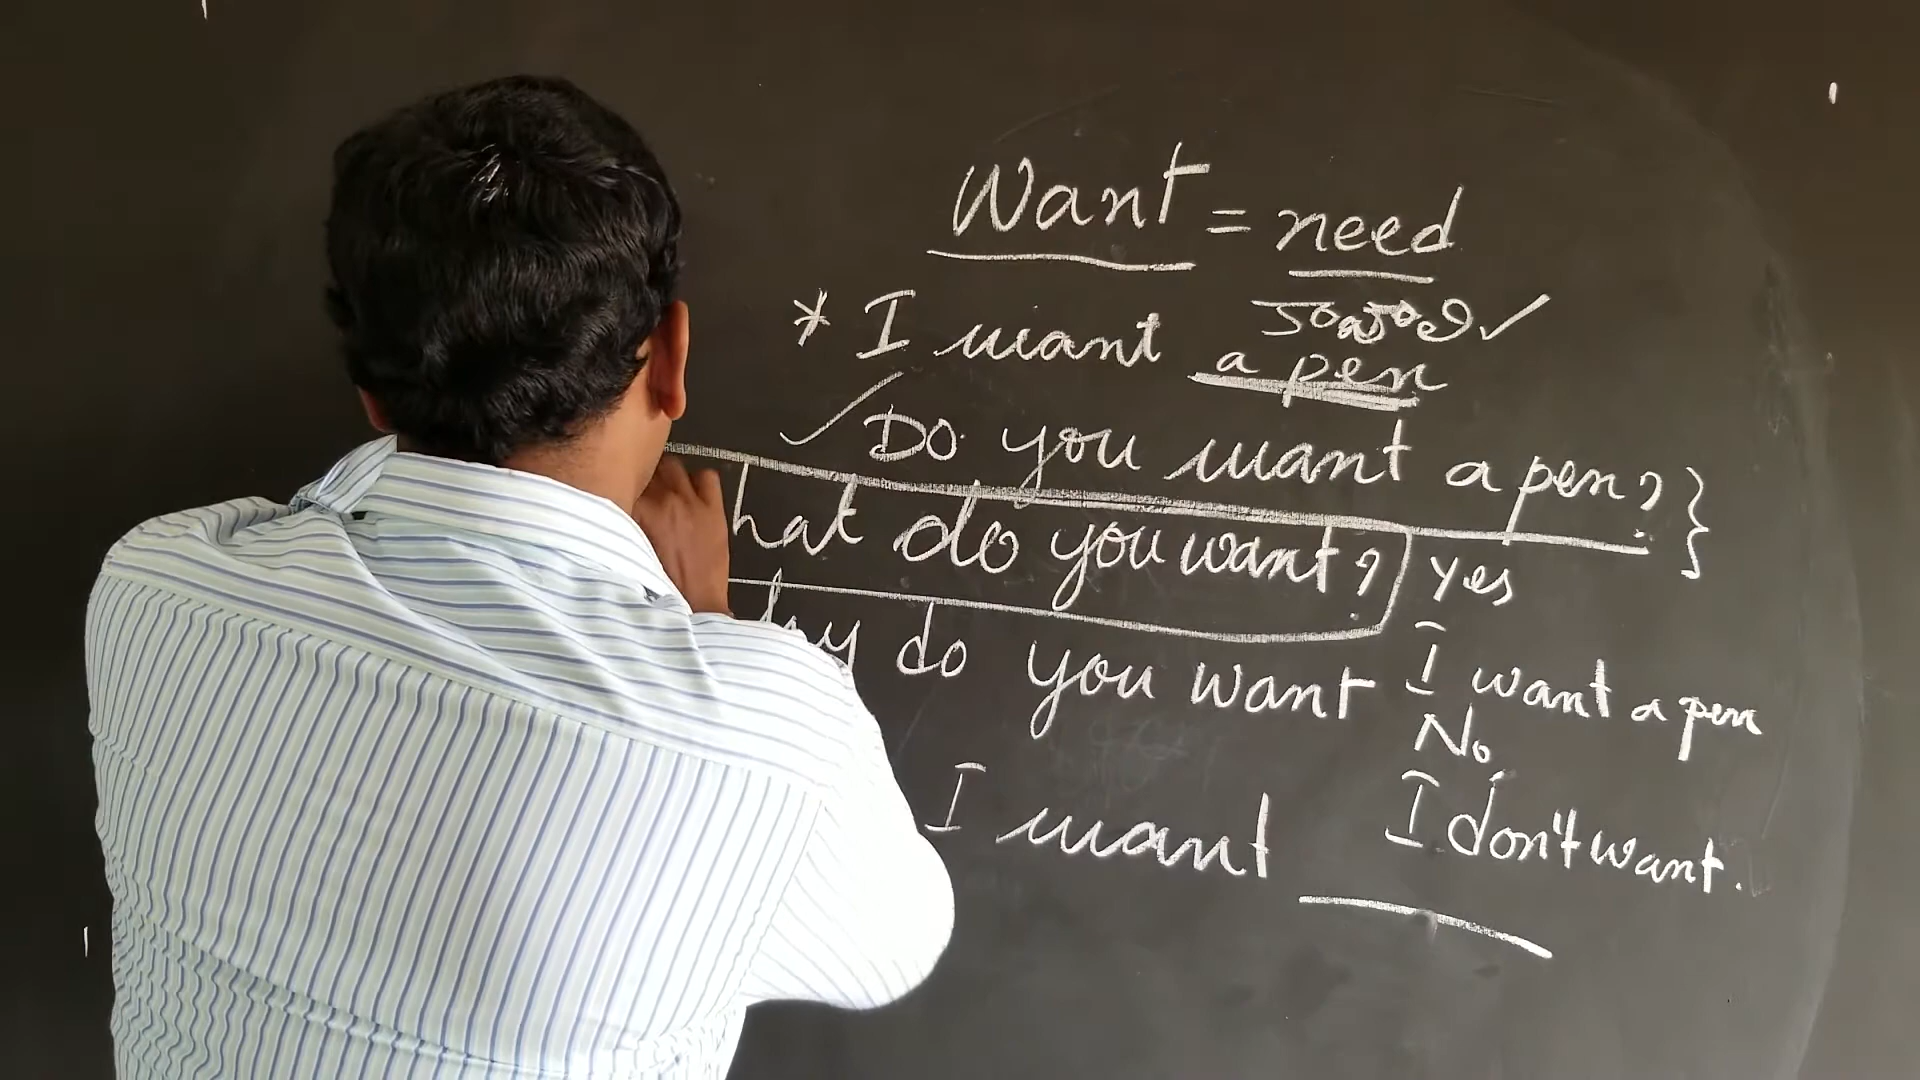 Want = need
* I want a pen
Do you want a pen?
hat do you want?
Yes
hy do you want
I want a pen
No,
I want
I don't want.